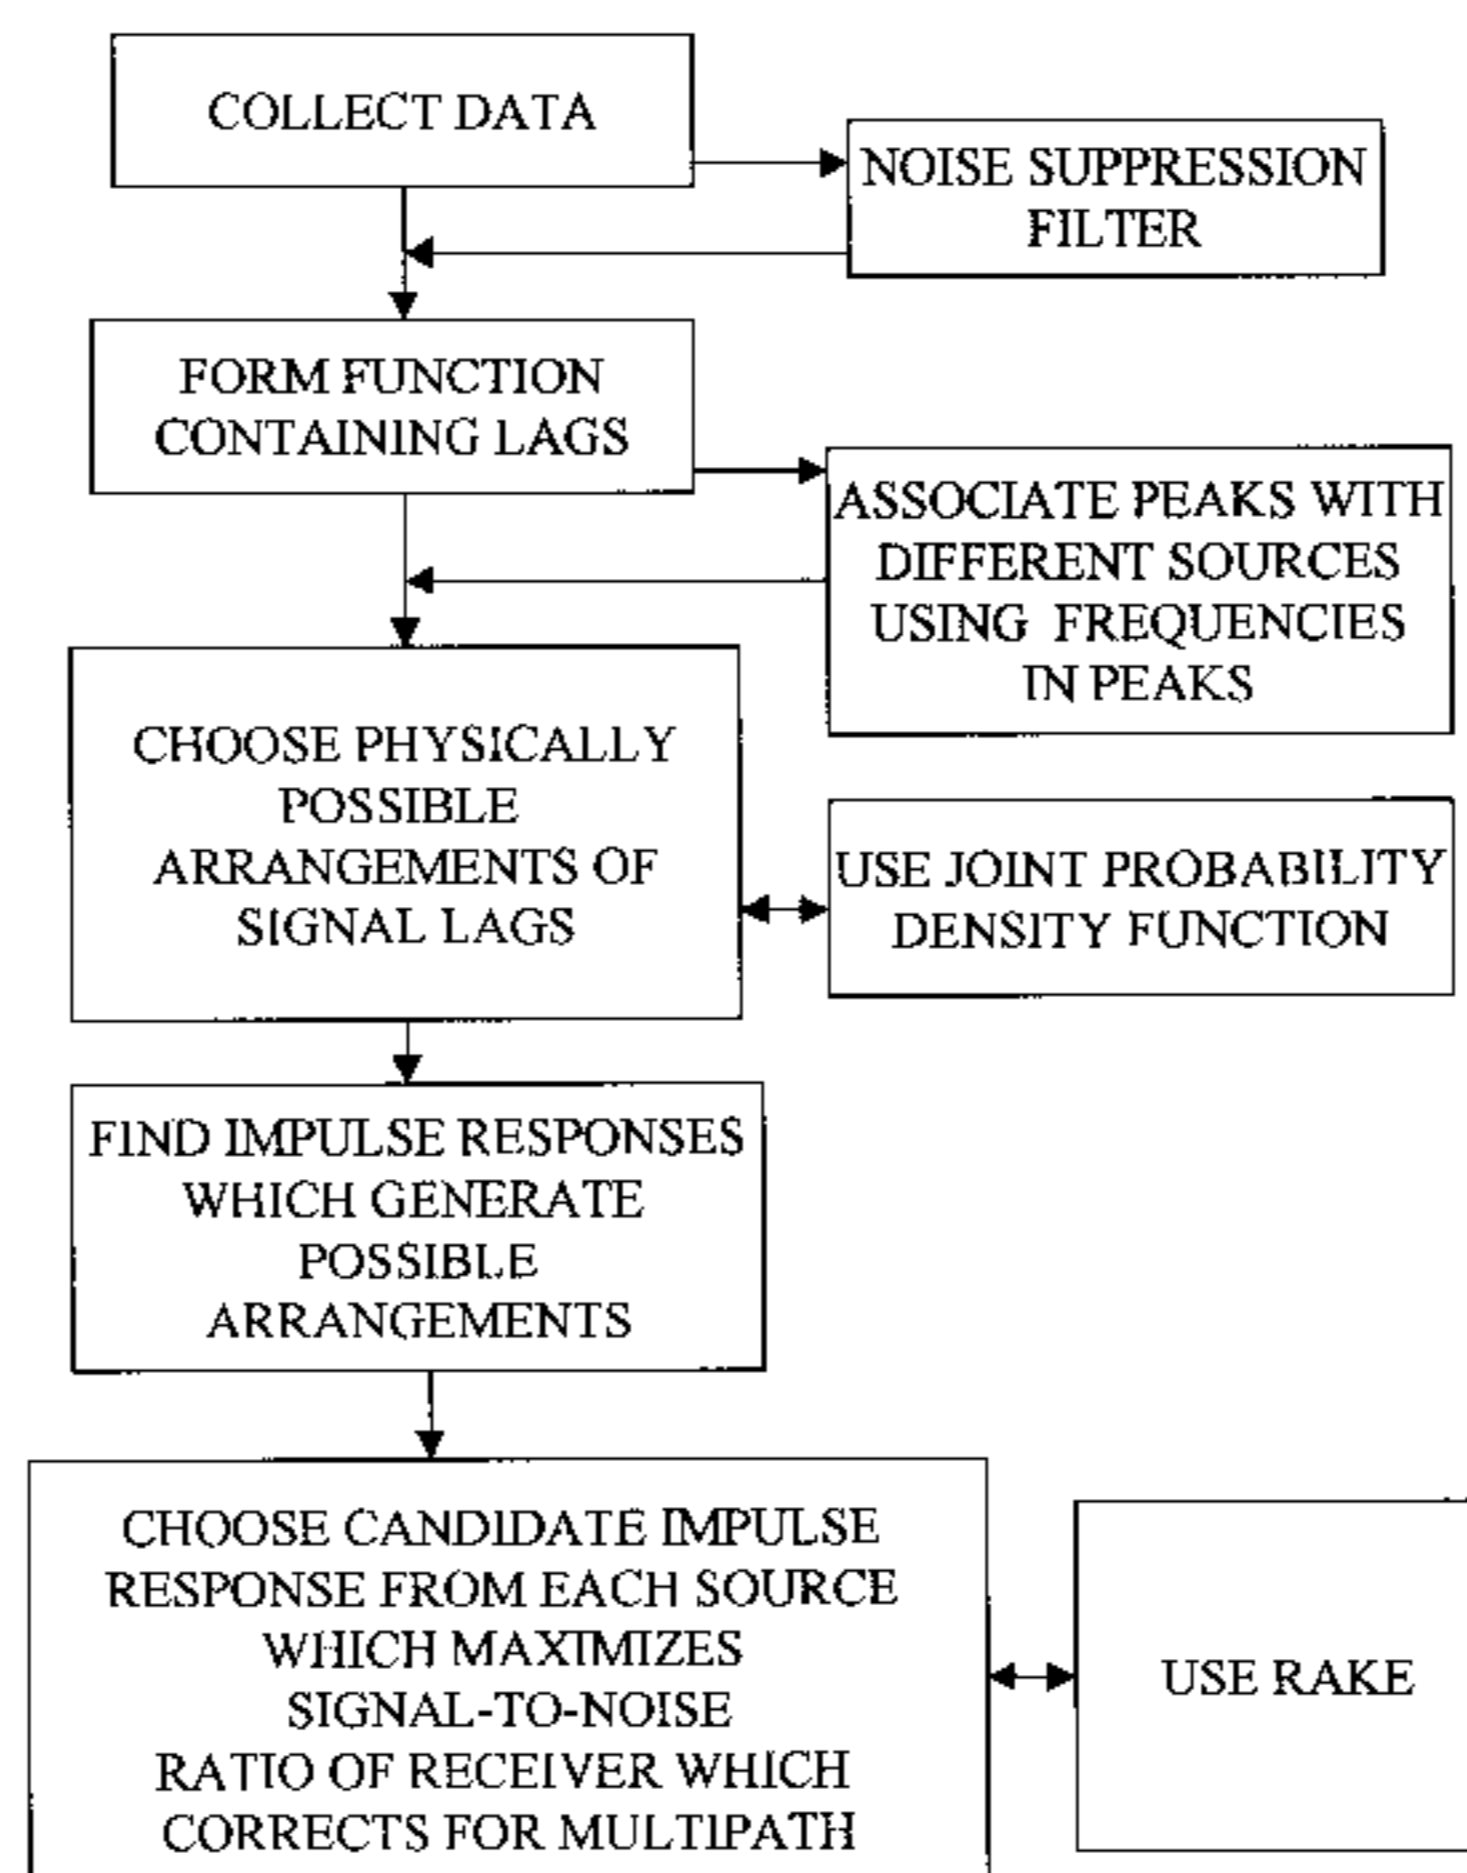 COLLECT DATA
NOISE SUPPRESSION
FILTER
FORM FUNCTION
CONTAINING LAGS
ASSOCIATE PEAKS WITH
DIFFERENT SOURCES
USING FREQUENCIES
IN PEAKS
CHOOSE PHYSICALLY
POSSIBLE
ARRANGEMENTS OF
SIGNAL LAGS
USE JOINT PROBABILITY
DENSITY FUNCTION
FIND IMPULSE RESPONSES
WHICH GENERATE
POSSIBLE
ARRANGEMENTS
CHOOSE CANDIDATE IMPULSE
RESPONSE FROM EACH SOURCE
WHICH MAXIMIZES
SIGNAL-TO-NOISE
RATIO OF RECEIVER WHICH
CORRECTS FOR MULTIPATH
USE RAKE